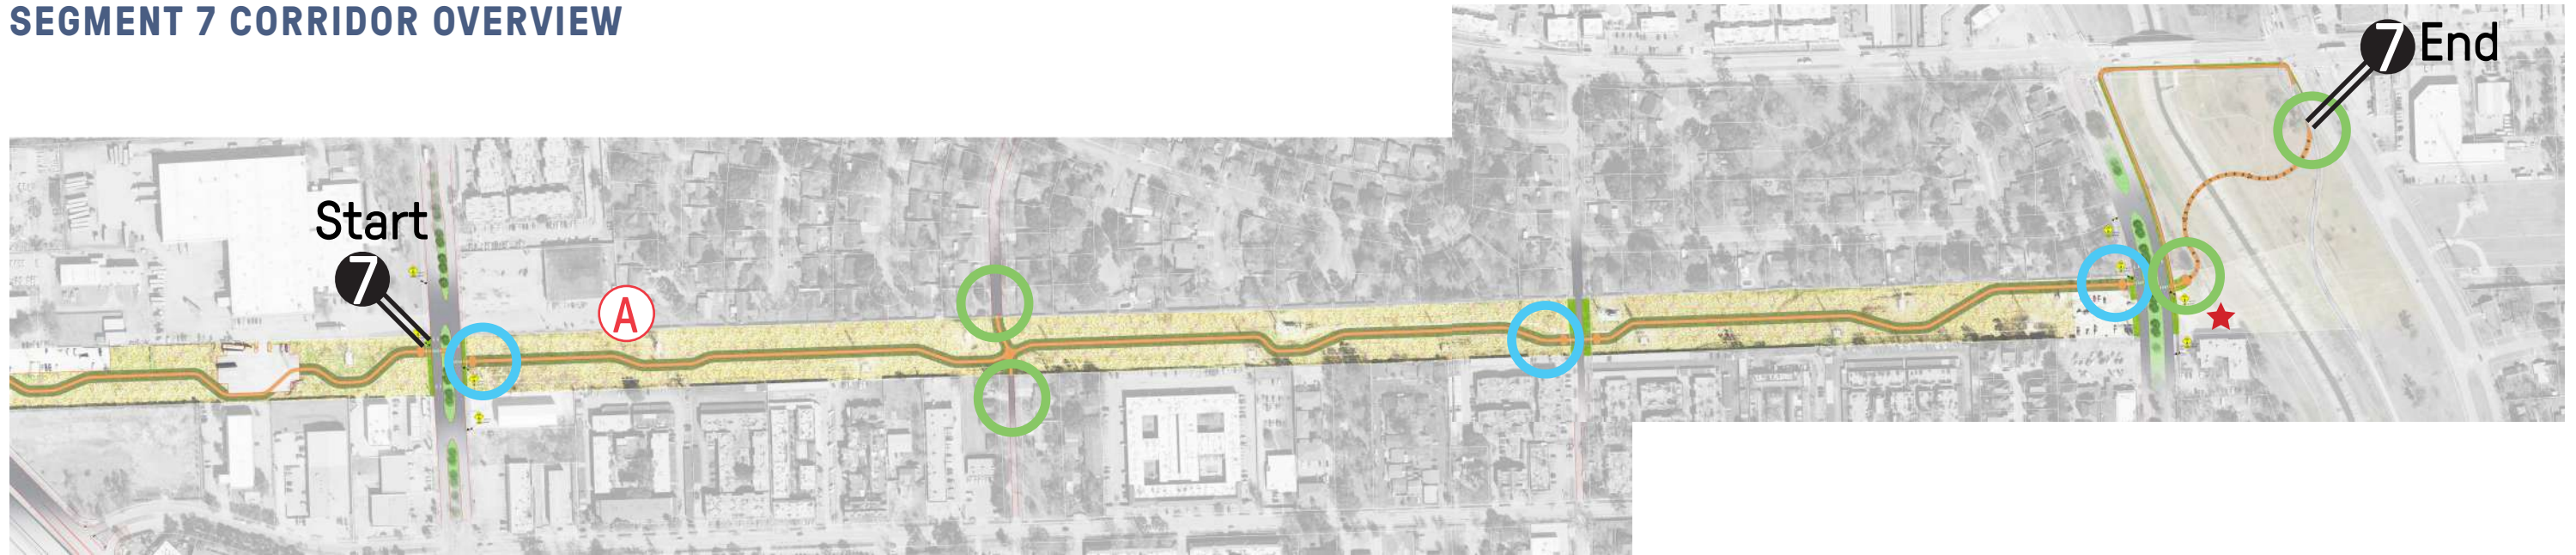 SEGMENT 7 CORRIDOR OVERVIEW
7 End
Start
7
A